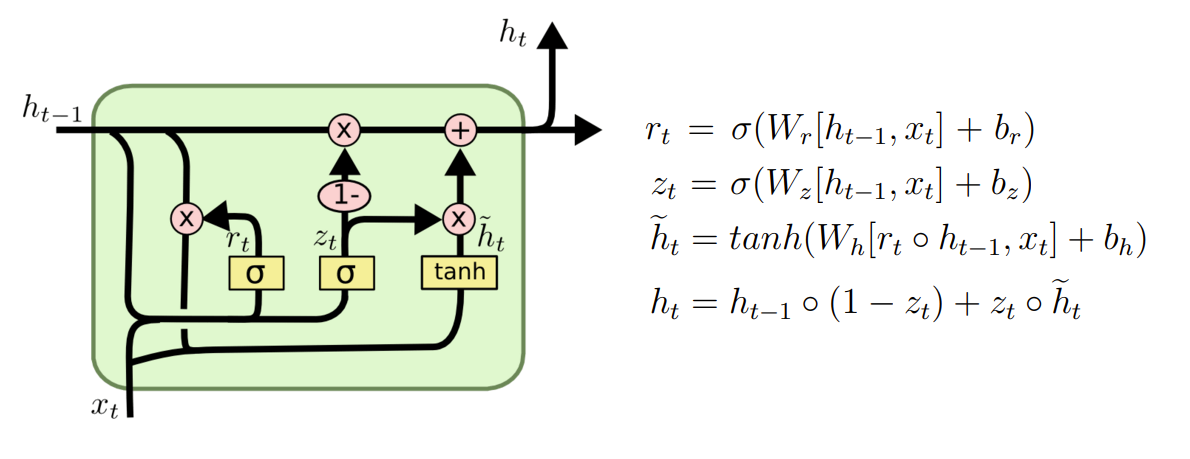 h_t
h_{t-1}
x
+
1-
x
x
r_t
z_t
h̃_t
σ
σ
tanh
x_t
r_t = σ(W_r[h_{t-1}, x_t] + b_r)
z_t = σ(W_z[h_{t-1}, x_t] + b_z)
h̃_t = tanh(W_h[r_t ∘ h_{t-1}, x_t] + b_h)
h_t = h_{t-1} ∘ (1 − z_t) + z_t ∘ h̃_t